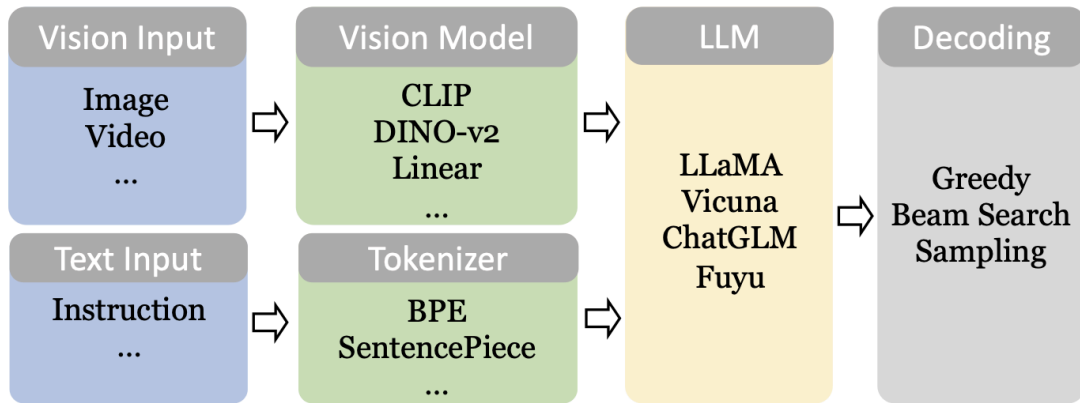 Vision Input
Image
Video
...
Text Input
Instruction
...
Vision Model
CLIP
DINO-v2
Linear
...
Tokenizer
BPE
SentencePiece
...
LLM
LLaMA
Vicuna
ChatGLM
Fuyu
Decoding
Greedy
Beam Search
Sampling